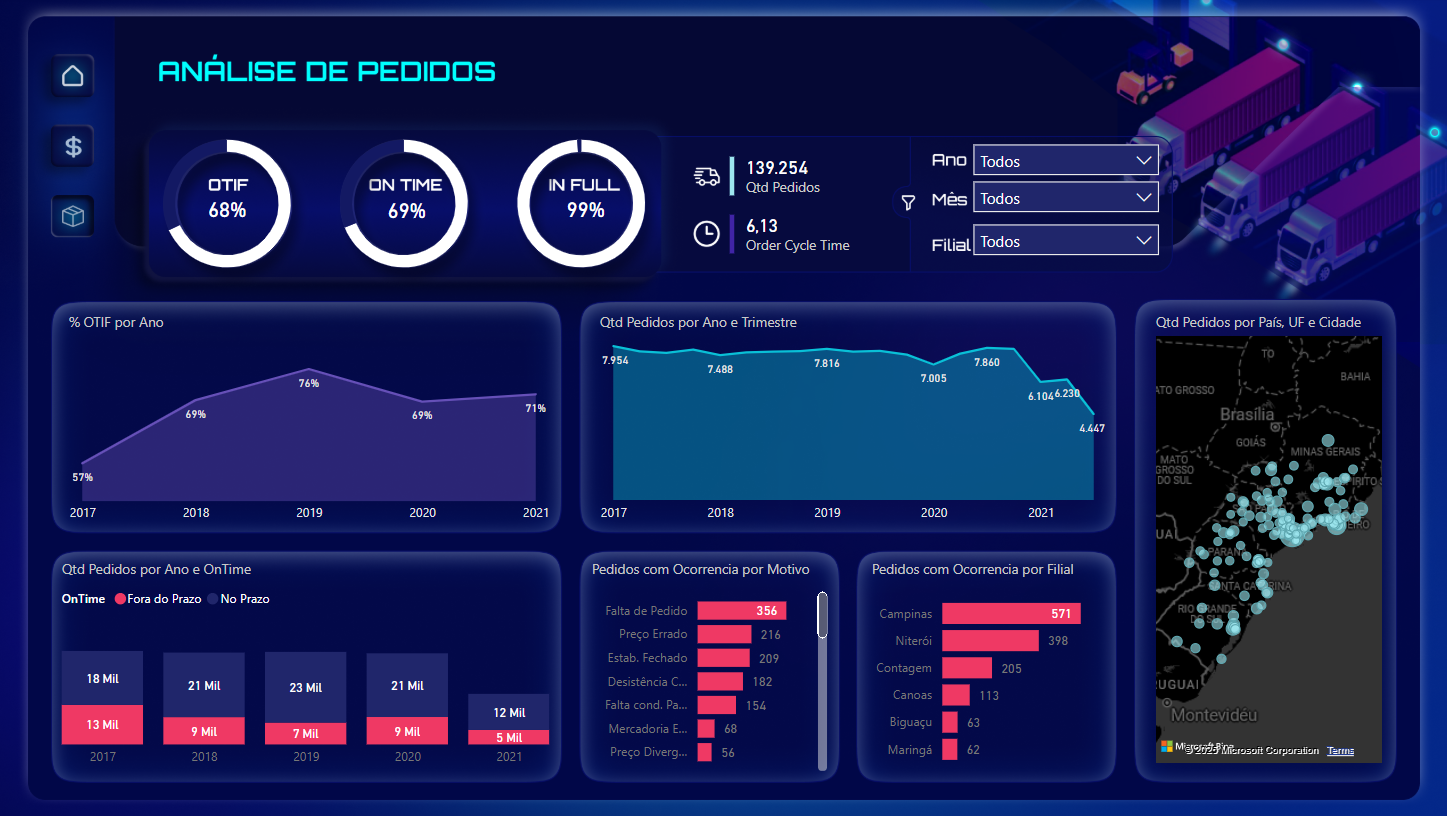 ANÁLISE DE PEDIDOS
OTIF
68%
ON TIME
69%
IN FULL
99%
139.254
Qtd Pedidos
6,13
Order Cycle Time
Ano Todos
Mês Todos
Filial Todos
% OTIF por Ano
57%
69%
76%
69%
71%
2017 2018 2019 2020 2021
Qtd Pedidos por Ano e Trimestre
7.954
7.488
7.816
7.005
7.860
6.104
6.230
4.447
2017 2018 2019 2020 2021
Qtd Pedidos por País, UF e Cidade
TO
BAHIA
ATO GROSSO
Brasília
GOIÁS
MINAS GERAIS
MATO
GROSSO
DO SUL
PIRITO S
EIRO
UAI
PARAN
SANTA CA RINA
RIO GRANDE
DO SUL
URUGUAI
Montevidéu
© 2025 Microsoft Corporation Terms
Qtd Pedidos por Ano e OnTime
OnTime Fora do Prazo No Prazo
18 Mil 21 Mil 23 Mil 21 Mil 12 Mil
13 Mil 9 Mil 7 Mil 9 Mil 5 Mil
2017 2018 2019 2020 2021
Pedidos com Ocorrencia por Motivo
Falta de Pedido 356
Preço Errado 216
Estab. Fechado 209
Desistência C... 182
Falta cond. Pa... 154
Mercadoria E... 68
Preço Diverg... 56
Pedidos com Ocorrencia por Filial
Campinas 571
Niterói 398
Contagem 205
Canoas 113
Biguaçu 63
Maringá 62